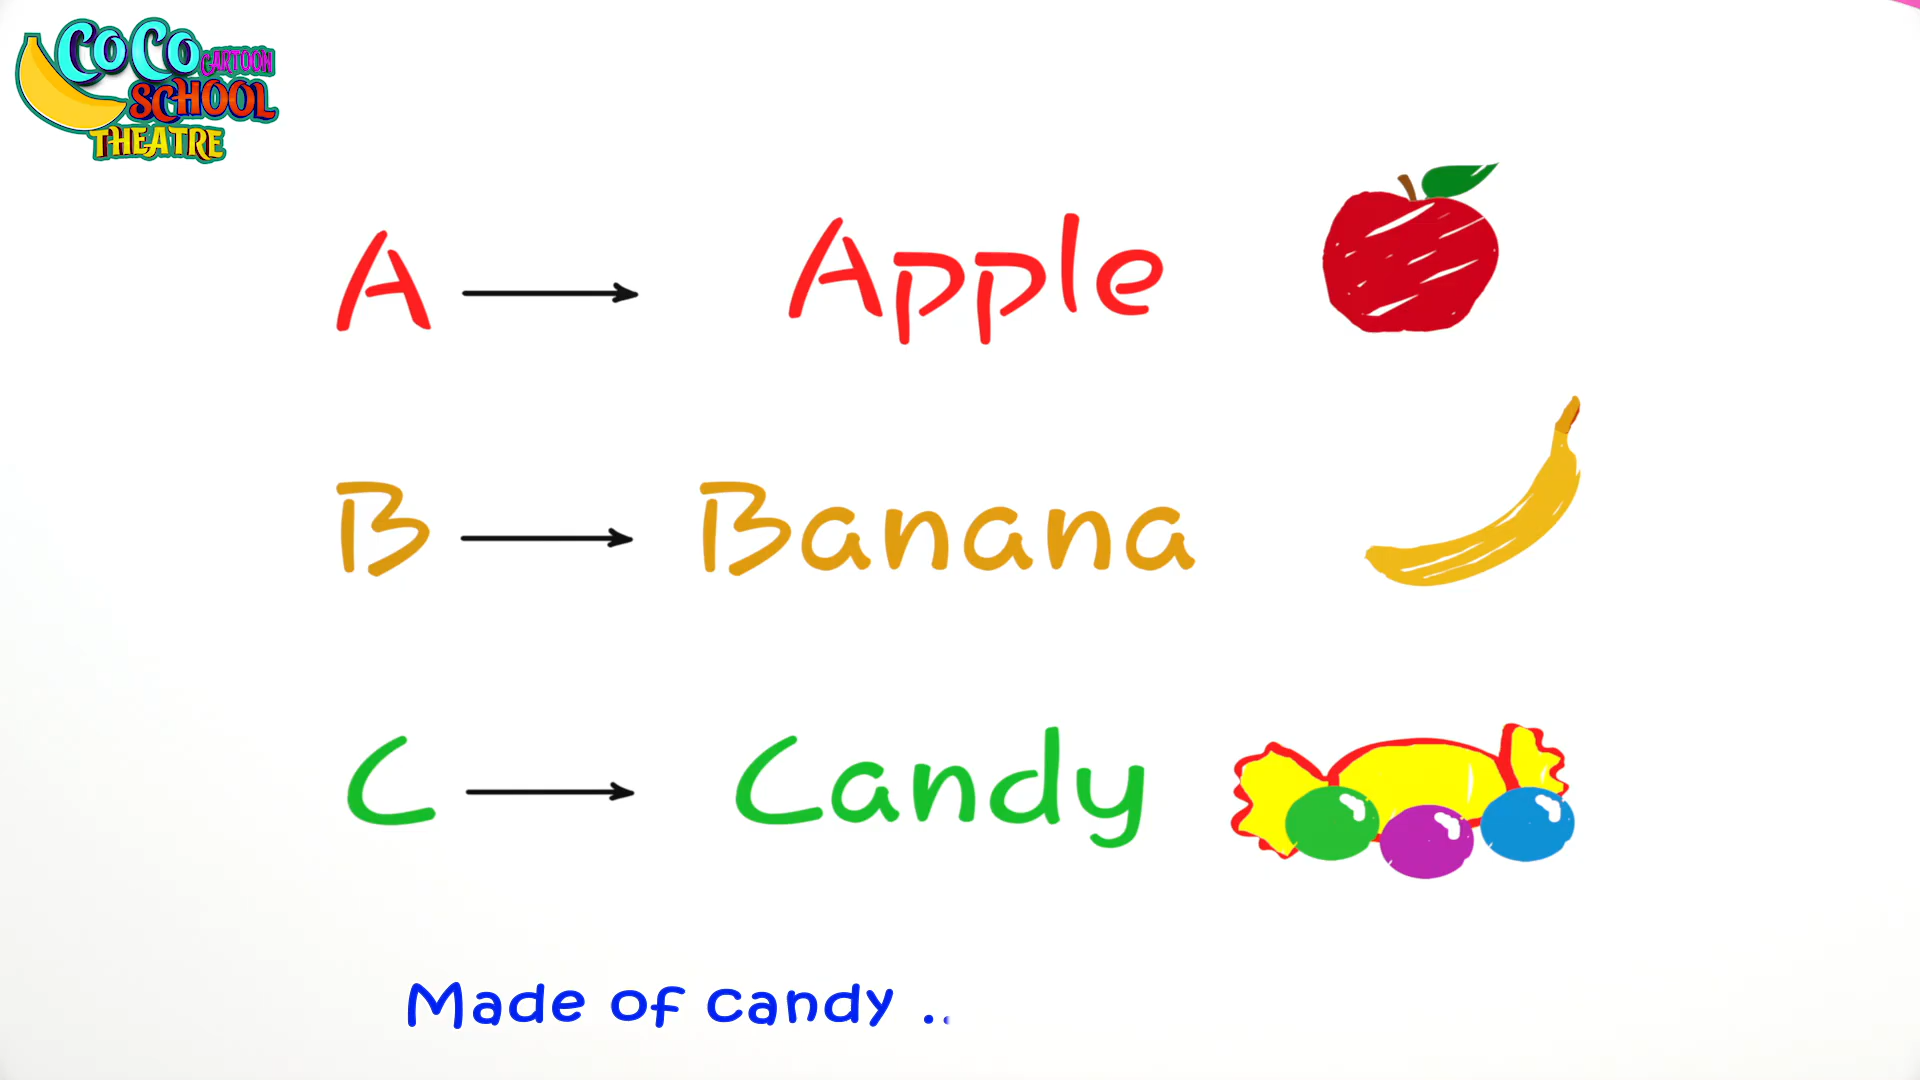 COCO CARTOON
SCHOOL
THEATRE
A Apple
B Banana
C Candy
Made of candy ..